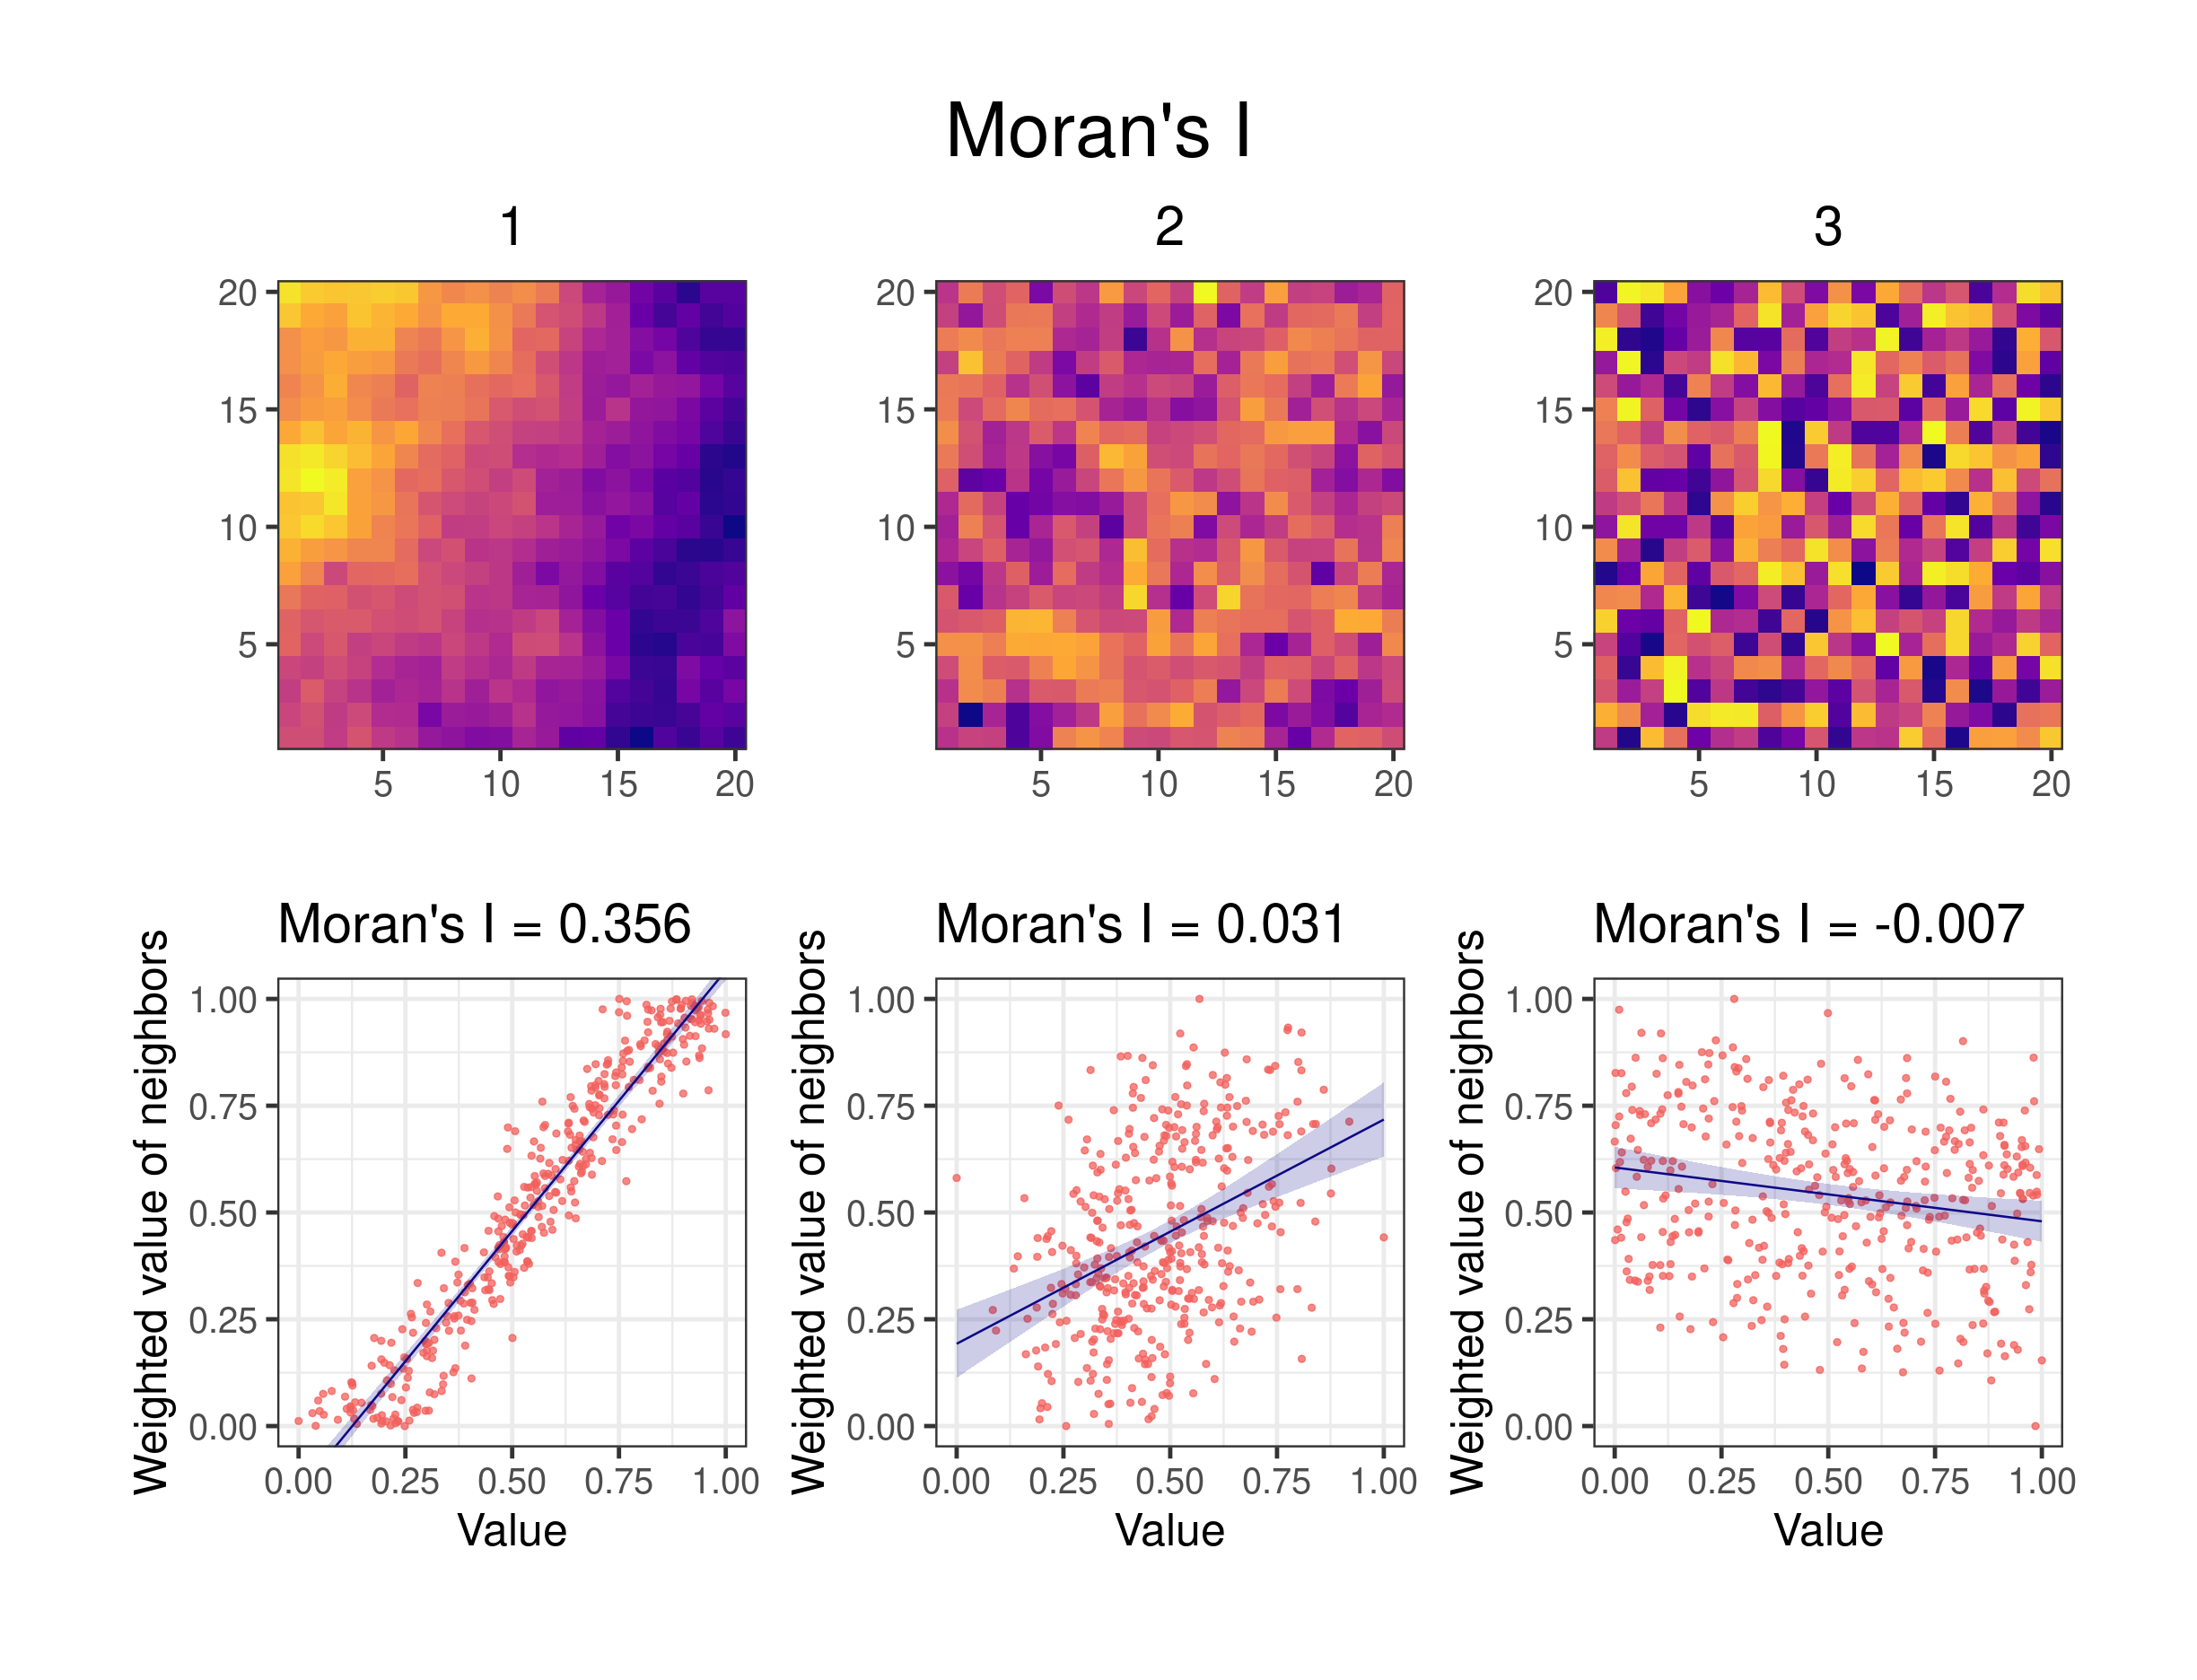 Moran's I
1 2 3
20 20 20
15 15 15
10 10 10
5 5 5
5 10 15 20 5 10 15 20 5 10 15 20
Moran's I = 0.356 Moran's I = 0.031 Moran's I = -0.007
Weighted value of neighbors Weighted value of neighbors Weighted value of neighbors
1.00 1.00 1.00
0.75 0.75 0.75
0.50 0.50 0.50
0.25 0.25 0.25
0.00 0.00 0.00
0.00 0.25 0.50 0.75 1.00 0.00 0.25 0.50 0.75 1.00 0.00 0.25 0.50 0.75 1.00
Value Value Value